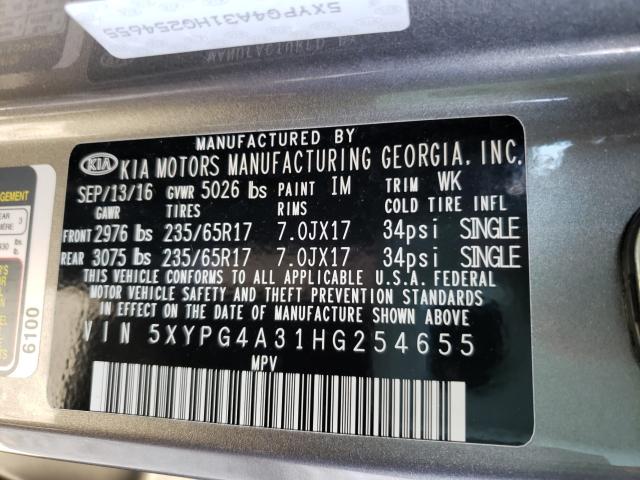 5XYPG4A31HG254655
MANUFACTURED BY
KIA KIA MOTORS MANUFACTURING GEORGIA, INC.
SEP/13/16 GVWR 5026 lbs PAINT IM TRIM WK
GAWR TIRES RIMS COLD TIRE INFL
FRONT 2976 lbs 235/65R17 7.0JX17 34psi SINGLE
REAR 3075 lbs 235/65R17 7.0JX17 34psi SINGLE
THIS VEHICLE CONFORMS TO ALL APPLICABLE U.S.A. FEDERAL
MOTOR VEHICLE SAFETY AND THEFT PREVENTION STANDARDS
IN EFFECT ON THE DATE OF MANUFACTURE SHOWN ABOVE
VIN 5XYPG4A31HG254655
MPV
6100